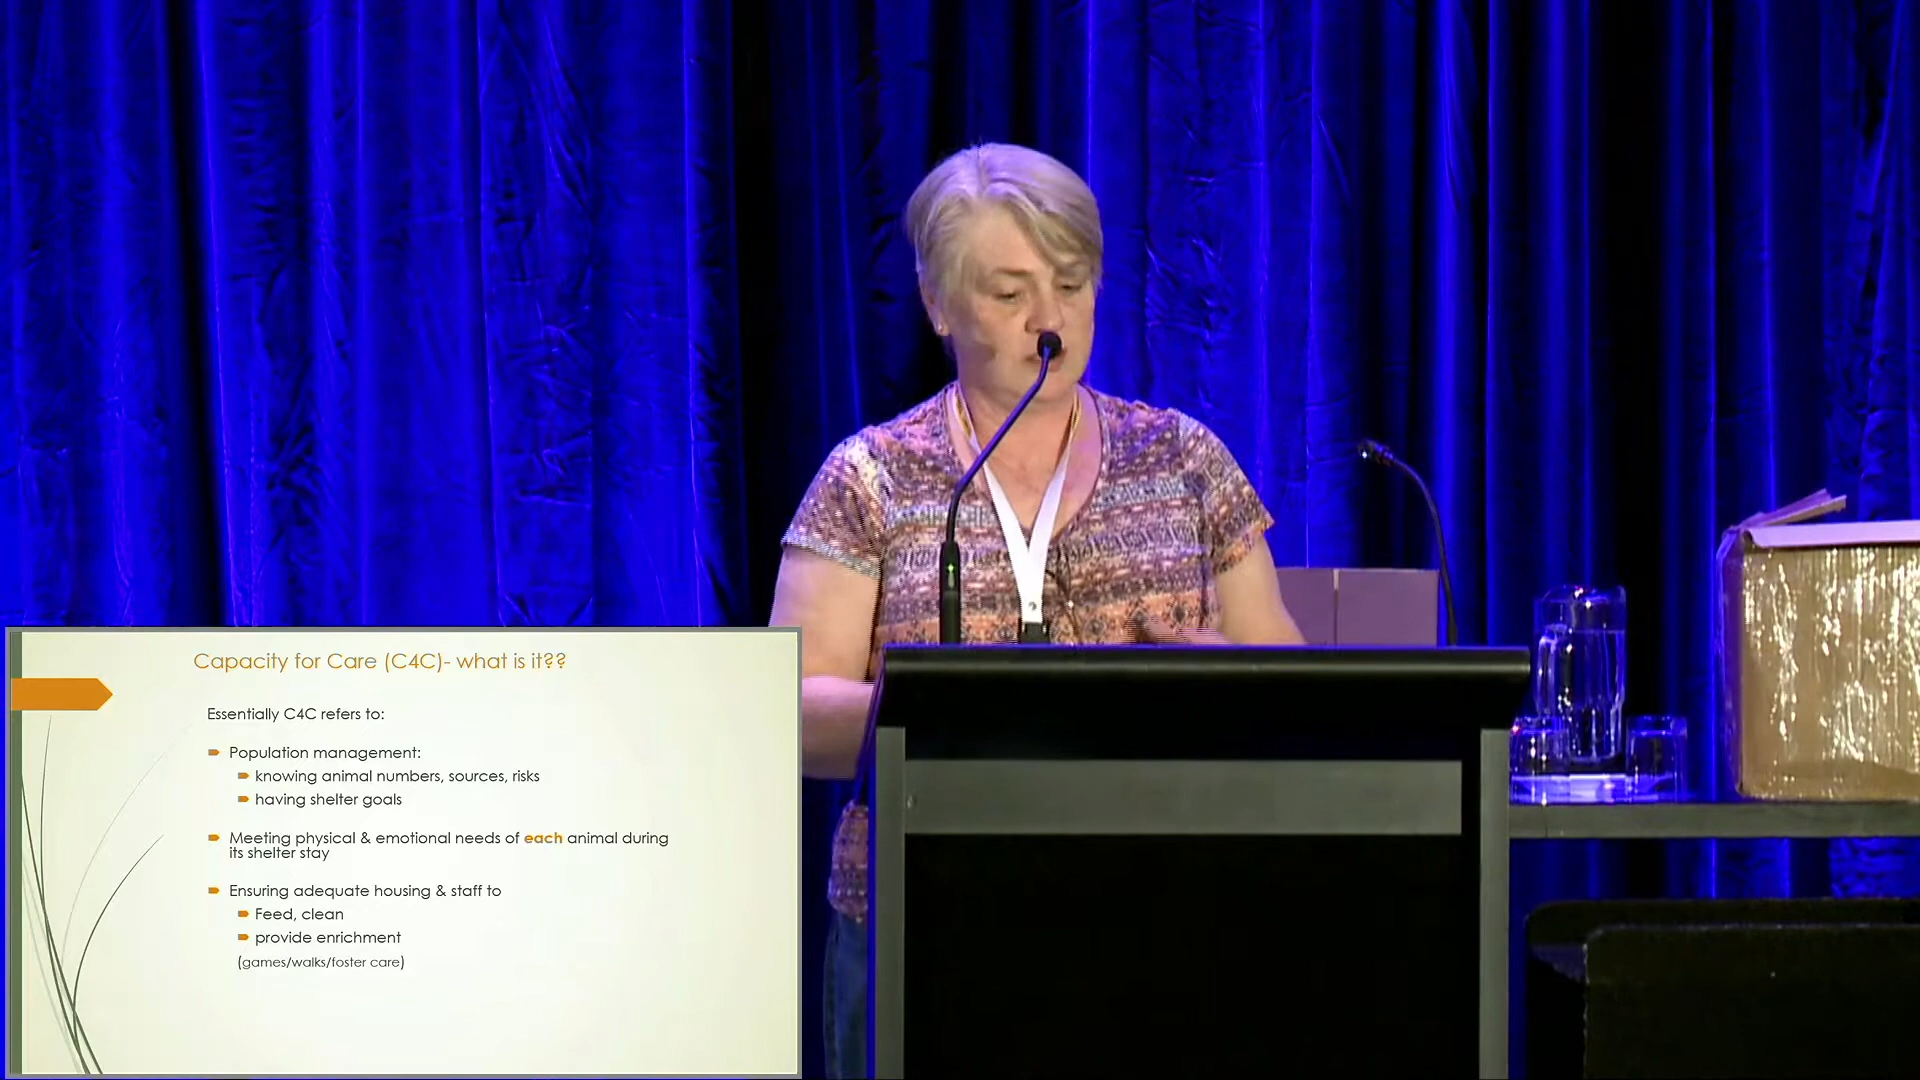 Capacity for Care (C4C)- what is it??
Essentially C4C refers to:
Population management:
knowing animal numbers, sources, risks
having shelter goals
Meeting physical & emotional needs of each animal during
its shelter stay
Ensuring adequate housing & staff to
Feed, clean
provide enrichment
(games/walks/foster care)